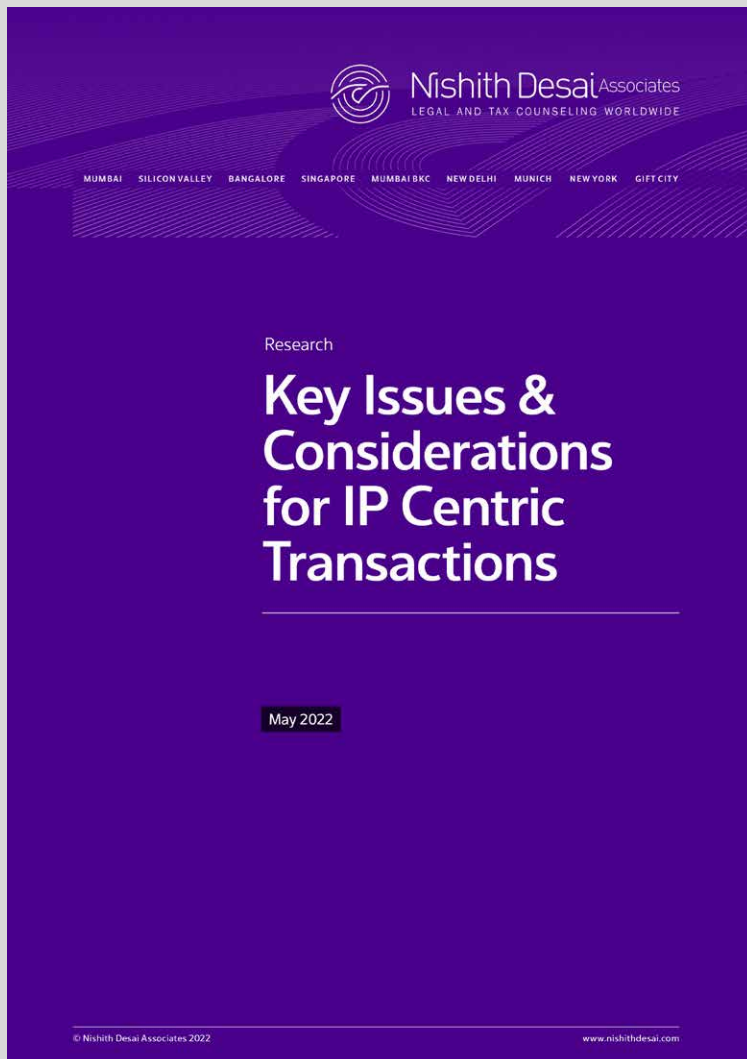 Nishith Desai Associates
LEGAL AND TAX COUNSELING WORLDWIDE
MUMBAI SILICON VALLEY BANGALORE SINGAPORE MUMBAI BKC NEW DELHI MUNICH NEW YORK GIFT CITY
Research
Key Issues &
Considerations
for IP Centric
Transactions
May 2022
© Nishith Desai Associates 2022 www.nishithdesai.com